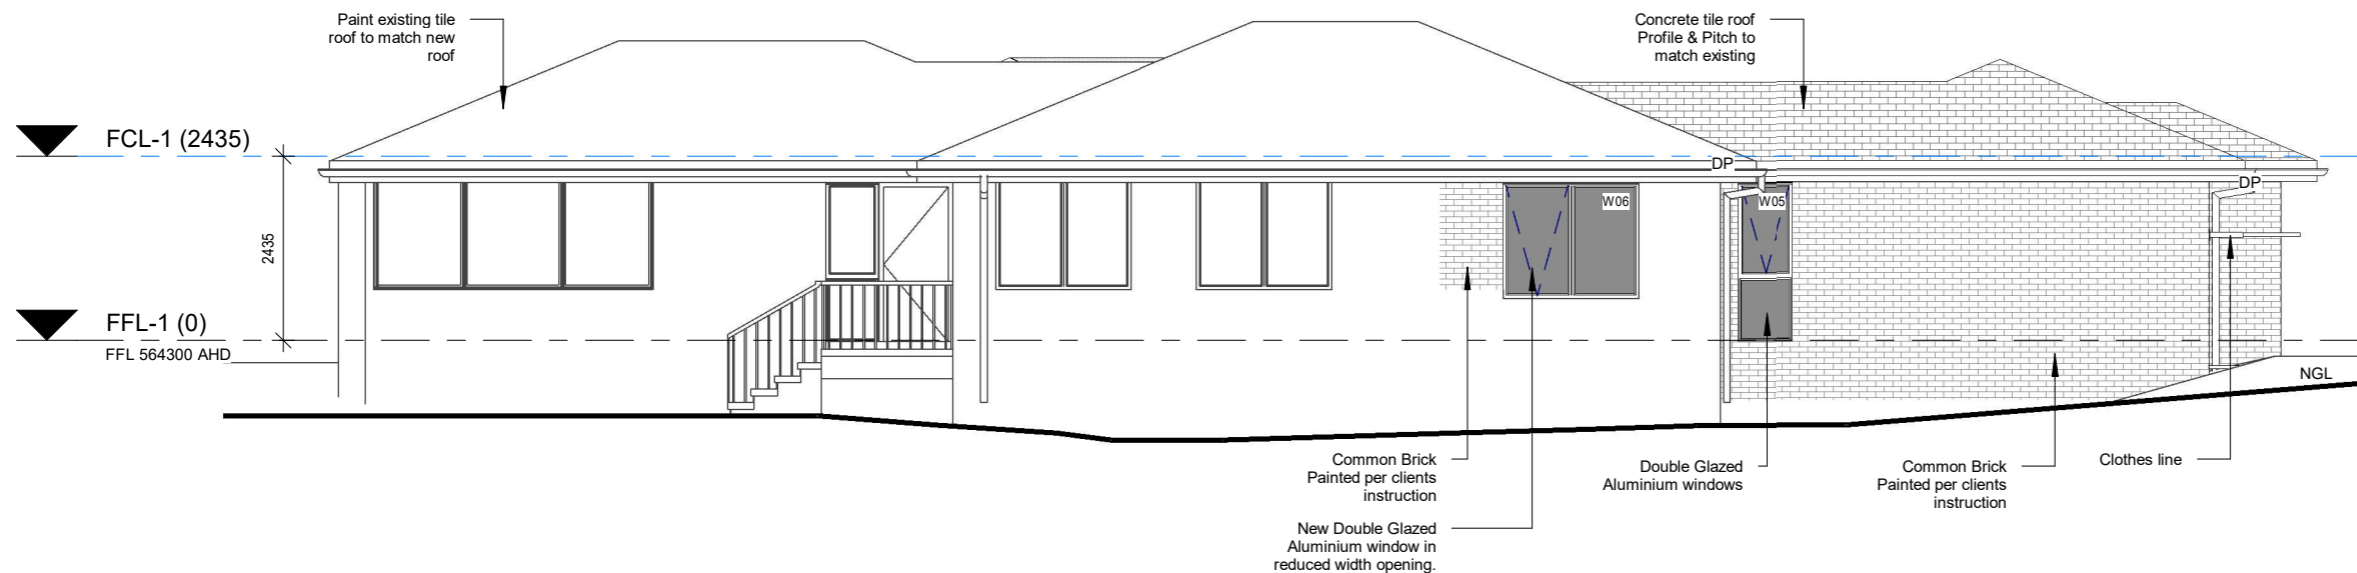 Paint existing tile
roof to match new
roof
Concrete tile roof
Profile & Pitch to
match existing
FCL-1 (2435)
DP
DP
W06
W05
2435
FFL-1 (0)
FFL 564300 AHD
NGL
Common Brick
Painted per clients
instruction
New Double Glazed
Aluminium window in
reduced width opening.
Double Glazed
Aluminium windows
Common Brick
Painted per clients
instruction
Clothes line